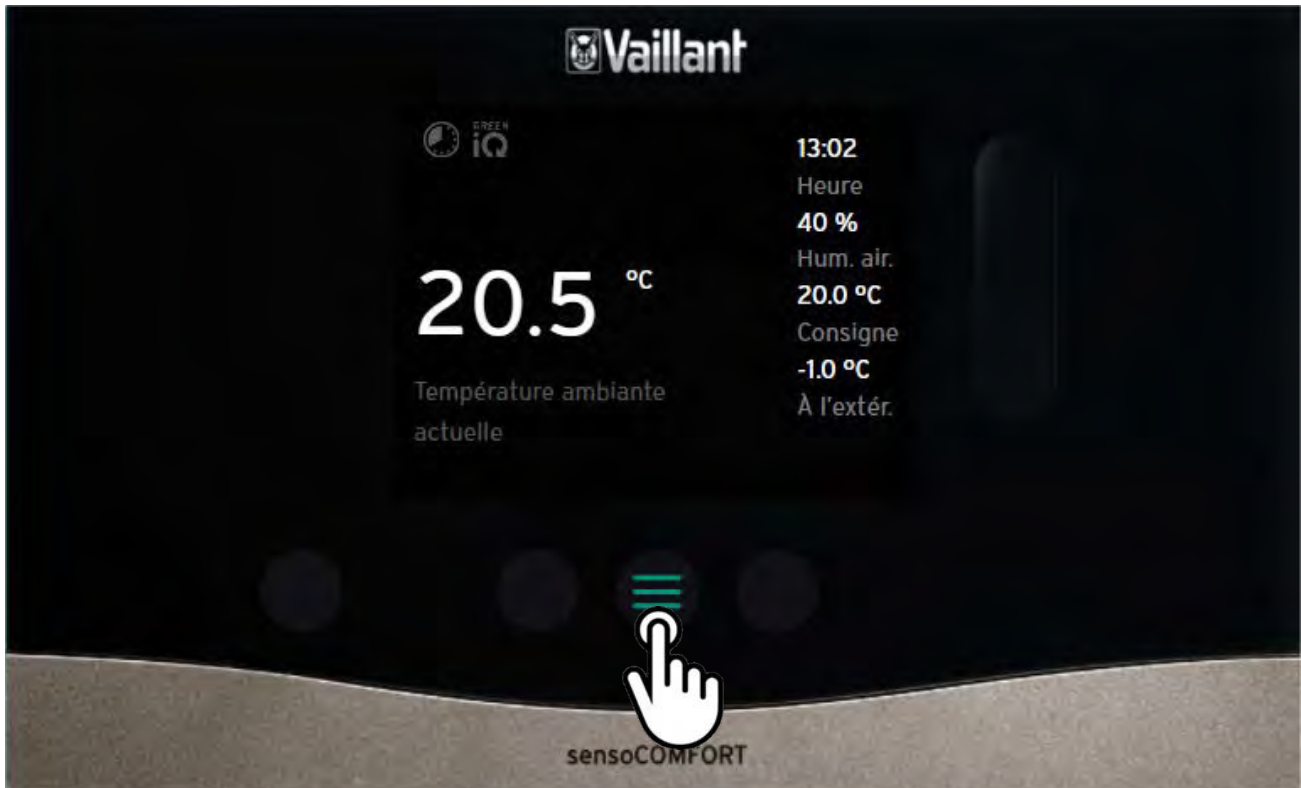 Vaillant
GREEN
iQ
20.5 °C
Température ambiante
actuelle
13:02
Heure
40 %
Hum. air.
20.0 °C
Consigne
-1.0 °C
À l'extér.
sensoCOMFORT